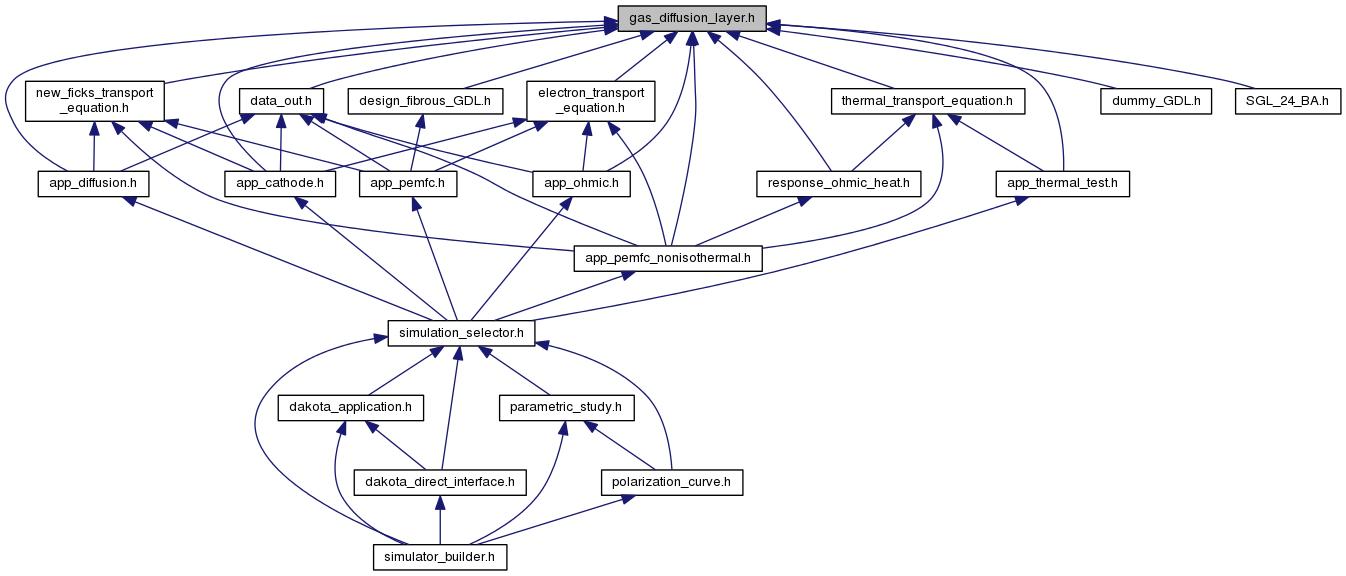 gas_diffusion_layer.h
new_ficks_transport
_equation.h
data_out.h
design_fibrous_GDL.h
electron_transport
_equation.h
thermal_transport_equation.h
dummy_GDL.h
SGL_24_BA.h
app_diffusion.h
app_cathode.h
app_pemfc.h
app_ohmic.h
response_ohmic_heat.h
app_thermal_test.h
app_pemfc_nonisothermal.h
simulation_selector.h
dakota_application.h
parametric_study.h
dakota_direct_interface.h
polarization_curve.h
simulator_builder.h